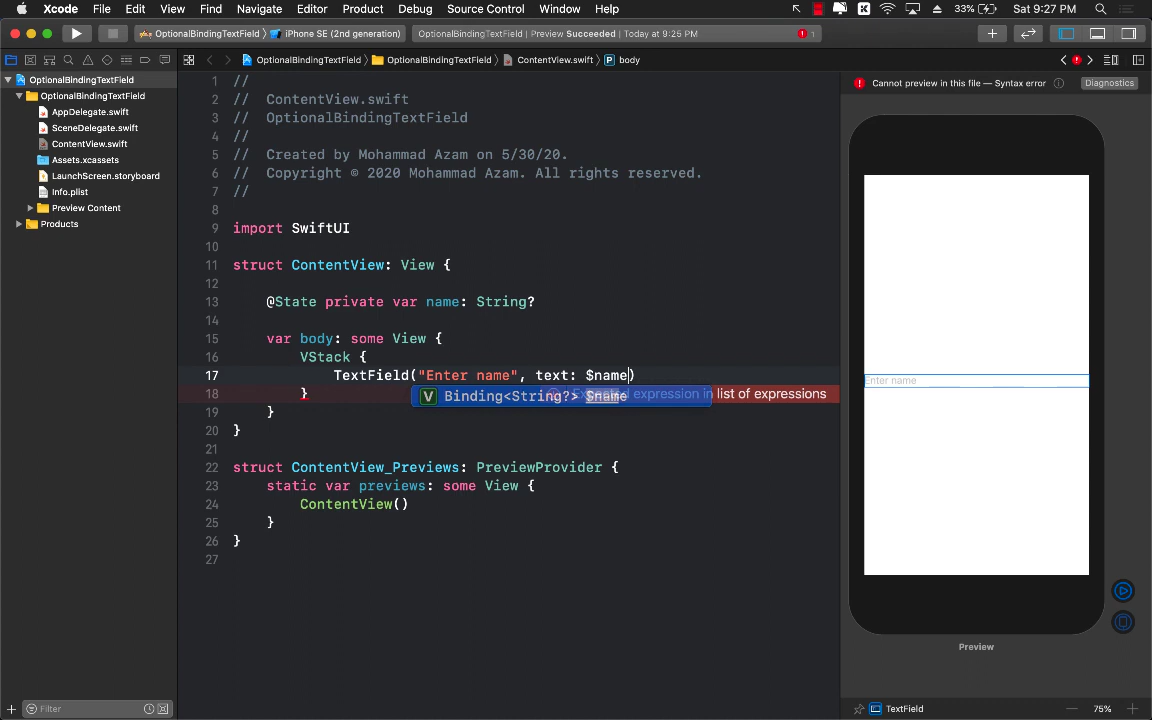 Xcode File Edit View Find Navigate Editor Product Debug Source Control Window Help 33% Sat 9:27 PM
OptionalBindingTextField iPhone SE (2nd generation) OptionalBindingTextField | Preview Succeeded | Today at 9:25 PM 1
OptionalBindingTextField OptionalBindingTextField ContentView.swift body
OptionalBindingTextField
OptionalBindingTextField
AppDelegate.swift
SceneDelegate.swift
ContentView.swift
Assets.xcassets
LaunchScreen.storyboard
Info.plist
Preview Content
Products
Filter
1 //
2 // ContentView.swift
3 // OptionalBindingTextField
4 //
5 // Created by Mohammad Azam on 5/30/20.
6 // Copyright © 2020 Mohammad Azam. All rights reserved.
7 //
8
9 import SwiftUI
10
11 struct ContentView: View {
12
13 @State private var name: String?
14
15 var body: some View {
16 VStack {
17 TextField("Enter name", text: $name)
18 } Expected expression in list of expressions
V Binding<String?> $name
19 }
20 }
21
22 struct ContentView_Previews: PreviewProvider {
23 static var previews: some View {
24 ContentView()
25 }
26 }
27
Cannot preview in this file — Syntax error Diagnostics
Enter name
Preview
TextField 75%